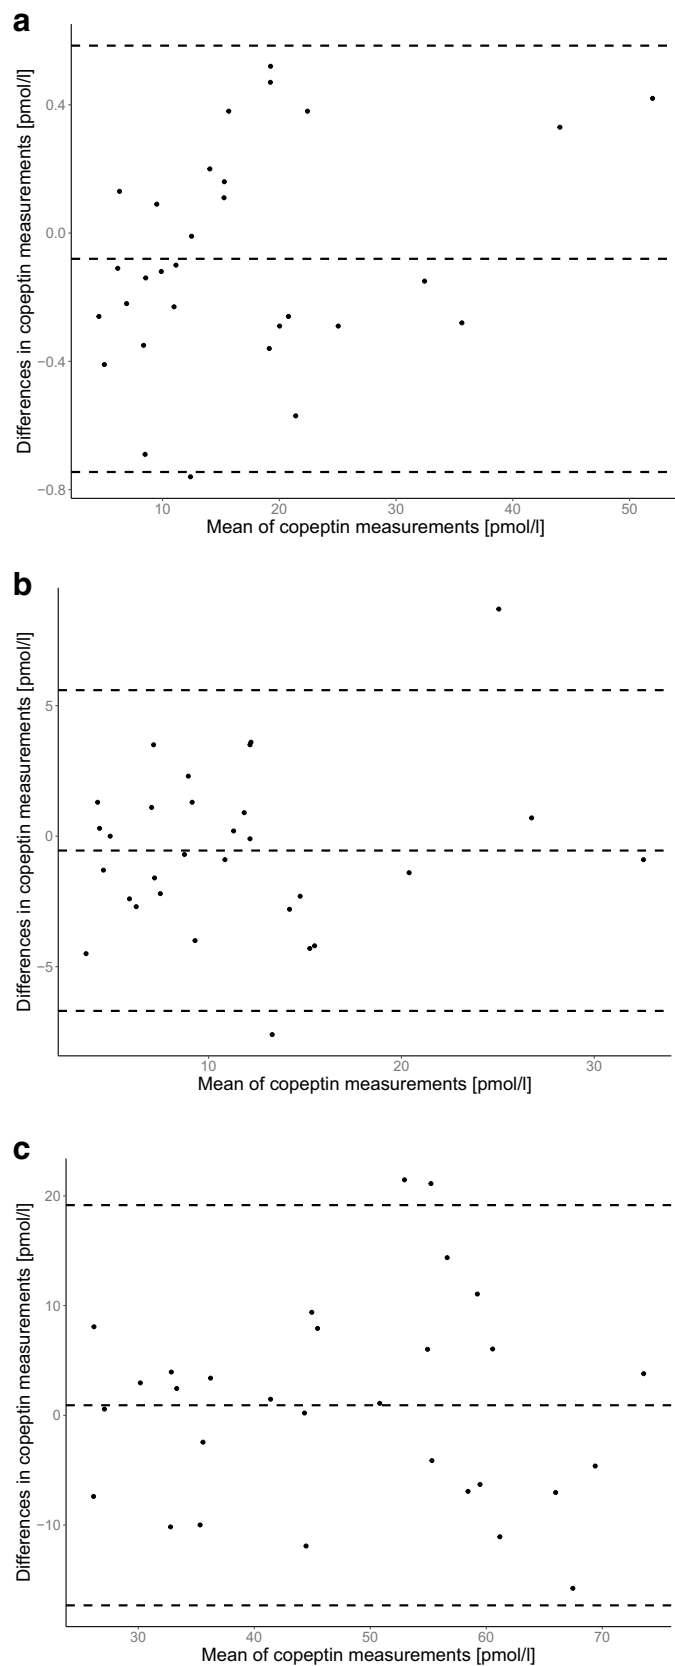 a
Differences in copeptin measurements [pmol/l]
0.4
0.0
−0.4
−0.8
10 20 30 40 50
Mean of copeptin measurements [pmol/l]
b
Differences in copeptin measurements [pmol/l]
5
0
−5
10 20 30
Mean of copeptin measurements [pmol/l]
c
Differences in copeptin measurements [pmol/l]
20
10
0
−10
30 40 50 60 70
Mean of copeptin measurements [pmol/l]